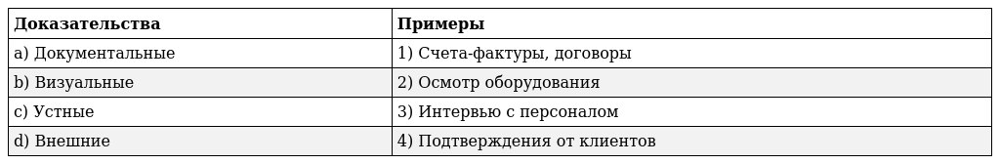 Доказательства Примеры
a) Документальные 1) Счета-фактуры, договоры
b) Визуальные 2) Осмотр оборудования
c) Устные 3) Интервью с персоналом
d) Внешние 4) Подтверждения от клиентов